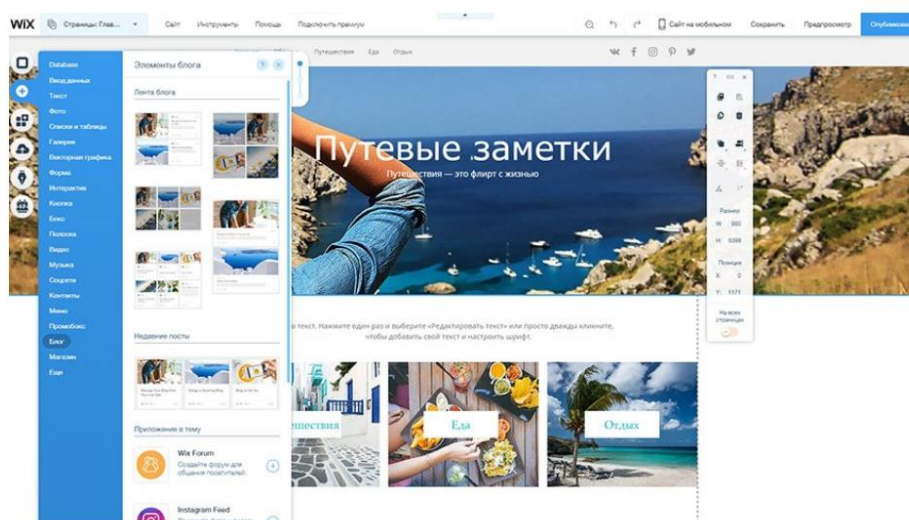 WiX
Страницы: Глав...
Сайт
Инструменты
Помощь
Подключить премиум
Сайт на мобильном
Сохранить
Предпросмотр
Путешествия Еда Отдых
Database
Ввод данных
Текст
Фото
Списки и таблицы
Галерея
Векторная графика
Форма
Интерактив
Кнопка
Бокс
Полоска
Видео
Музыка
Соцсети
Контакты
Меню
Промобокс
Блог
Магазин
Еще
Элементы блога
Лента блога
Недавние посты
Приложения в тему
Wix Forum
Создайте форум для
общения посетителей.
Instagram Feed
Путевые заметки
Путешествия — это флирт с жизнью
текст. Нажмите один раз и выберите «Редактировать текст» или просто дважды кликните,
чтобы добавить свой текст и настроить шрифт.
Еда
Отдых
Размер
W: 980
H:
Позиция
X: 0
Y: 1171
На всех
страницах